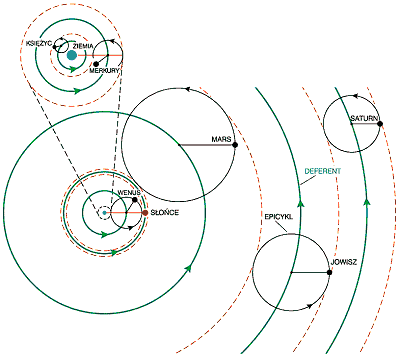 KSIĘŻYC
ZIEMIA
MERKURY
MARS
SATURN
DEFERENT
WENUS
SŁOŃCE
EPICYKL
JOWISZ